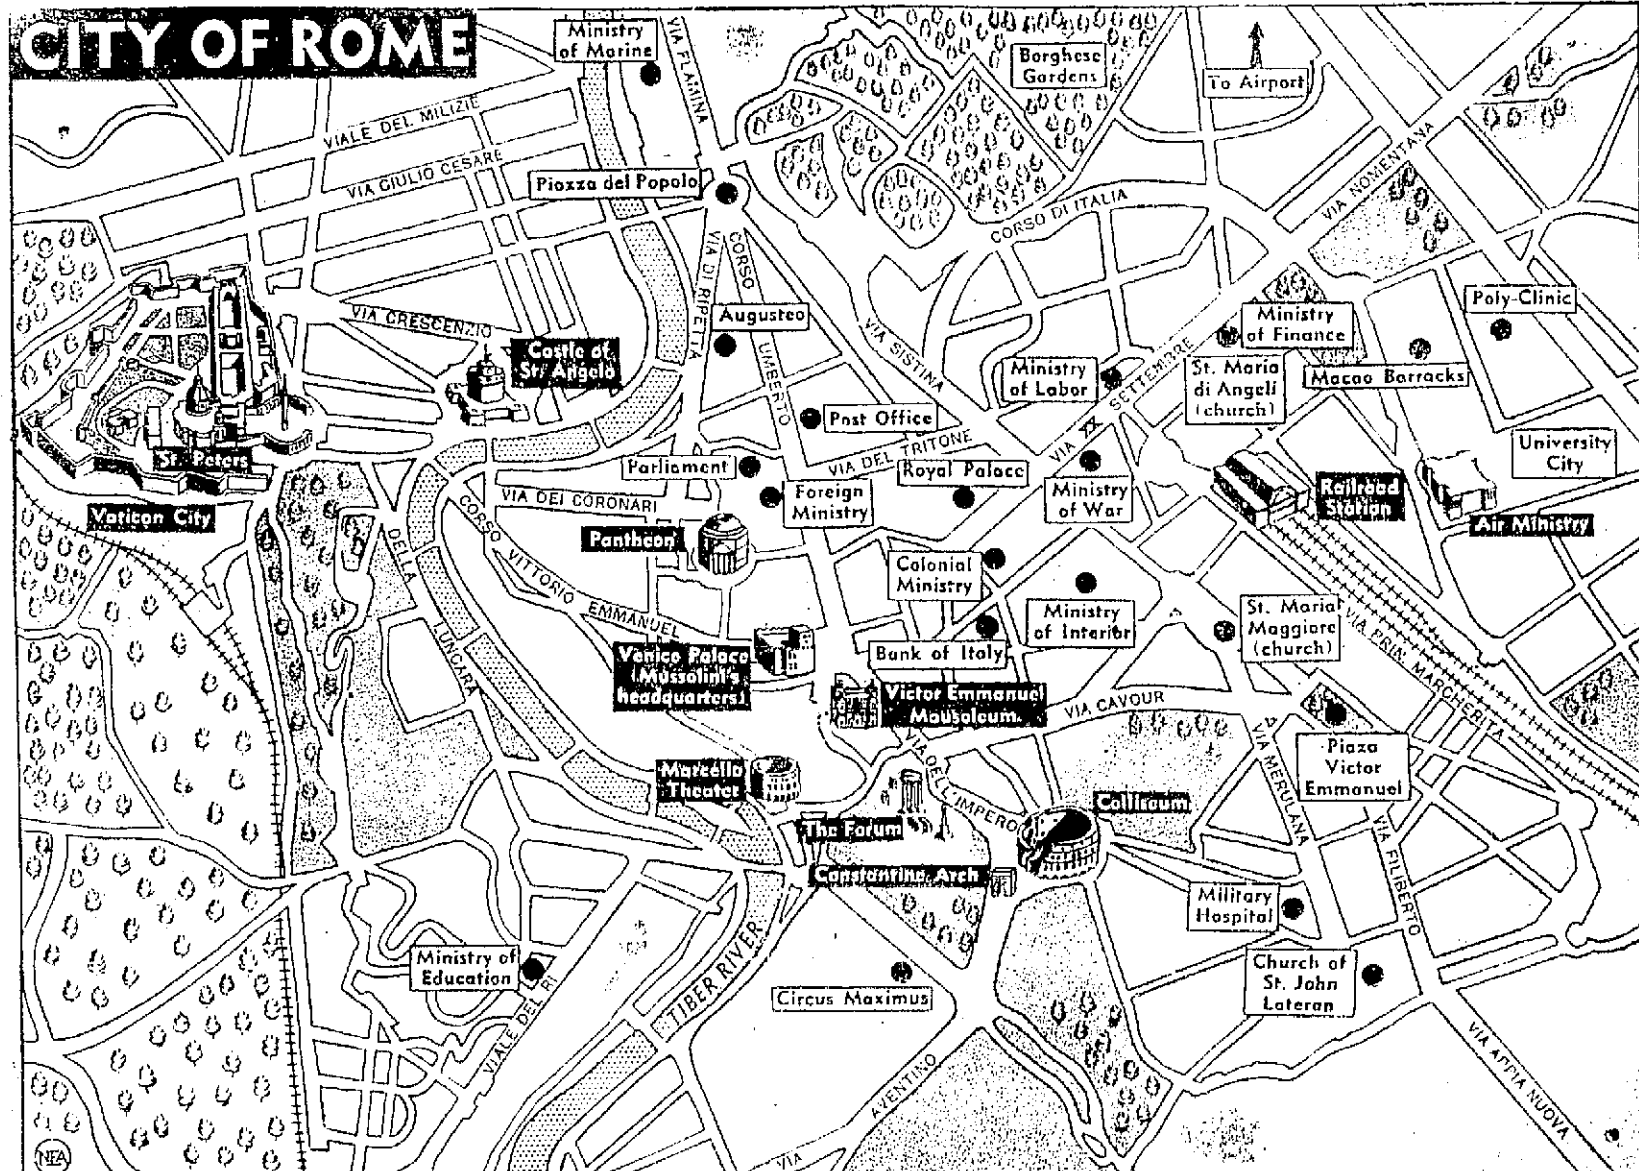 CITY OF ROME
Ministry
of Marine
VIA FLAMINA
Borghese
Gardens
To Airport
VIALE DEL MILIZIE
VIA GIULIO CESARE
VIA NOMENTANA
Piazza del Popolo
CORSO DI ITALIA
VIA DI RIPETTA
CORSO
UMBERTO
VIA CRESCENZIO
Augusteo
VIA SISTINA
Castle of
St. Angelo
Ministry
of Labor
VIA XX SETTEMBRE
Ministry
of Finance
St. Maria
di Angeli
(church)
Macao Barracks
Poly-Clinic
Post Office
VIA DEL TRITONE
University
City
St. Peters
Parliament
Royal Palace
Vatican City
VIA DEI CORONARI
Foreign
Ministry
Ministry
of War
Railroad
Station
Air Ministry
DELLA
LUNGARA
CORSO VITTORIO EMMANUEL
Pantheon
Colonial
Ministry
Ministry
of Interior
St. Maria
Maggiore
(church)
VIA PRIN. MARGHERITA
Venice Palace
(Mussolini's
headquarters)
Bank of Italy
Victor Emmanuel
Mausoleum
VIA CAVOUR
VIA DELL'IMPERO
VIA MERULANA
Piaza
Victor
Emmanuel
Marcello
Theater
The Forum
Colliseum
Constantine Arch
VIA FILIBERTO
Military
Hospital
Ministry of
Education
VIALE DEL RI
TIBER RIVER
Circus Maximus
Church of
St. John
Lateran
VIA APPIA NUOVA
AVENTINO
VIA
NEA